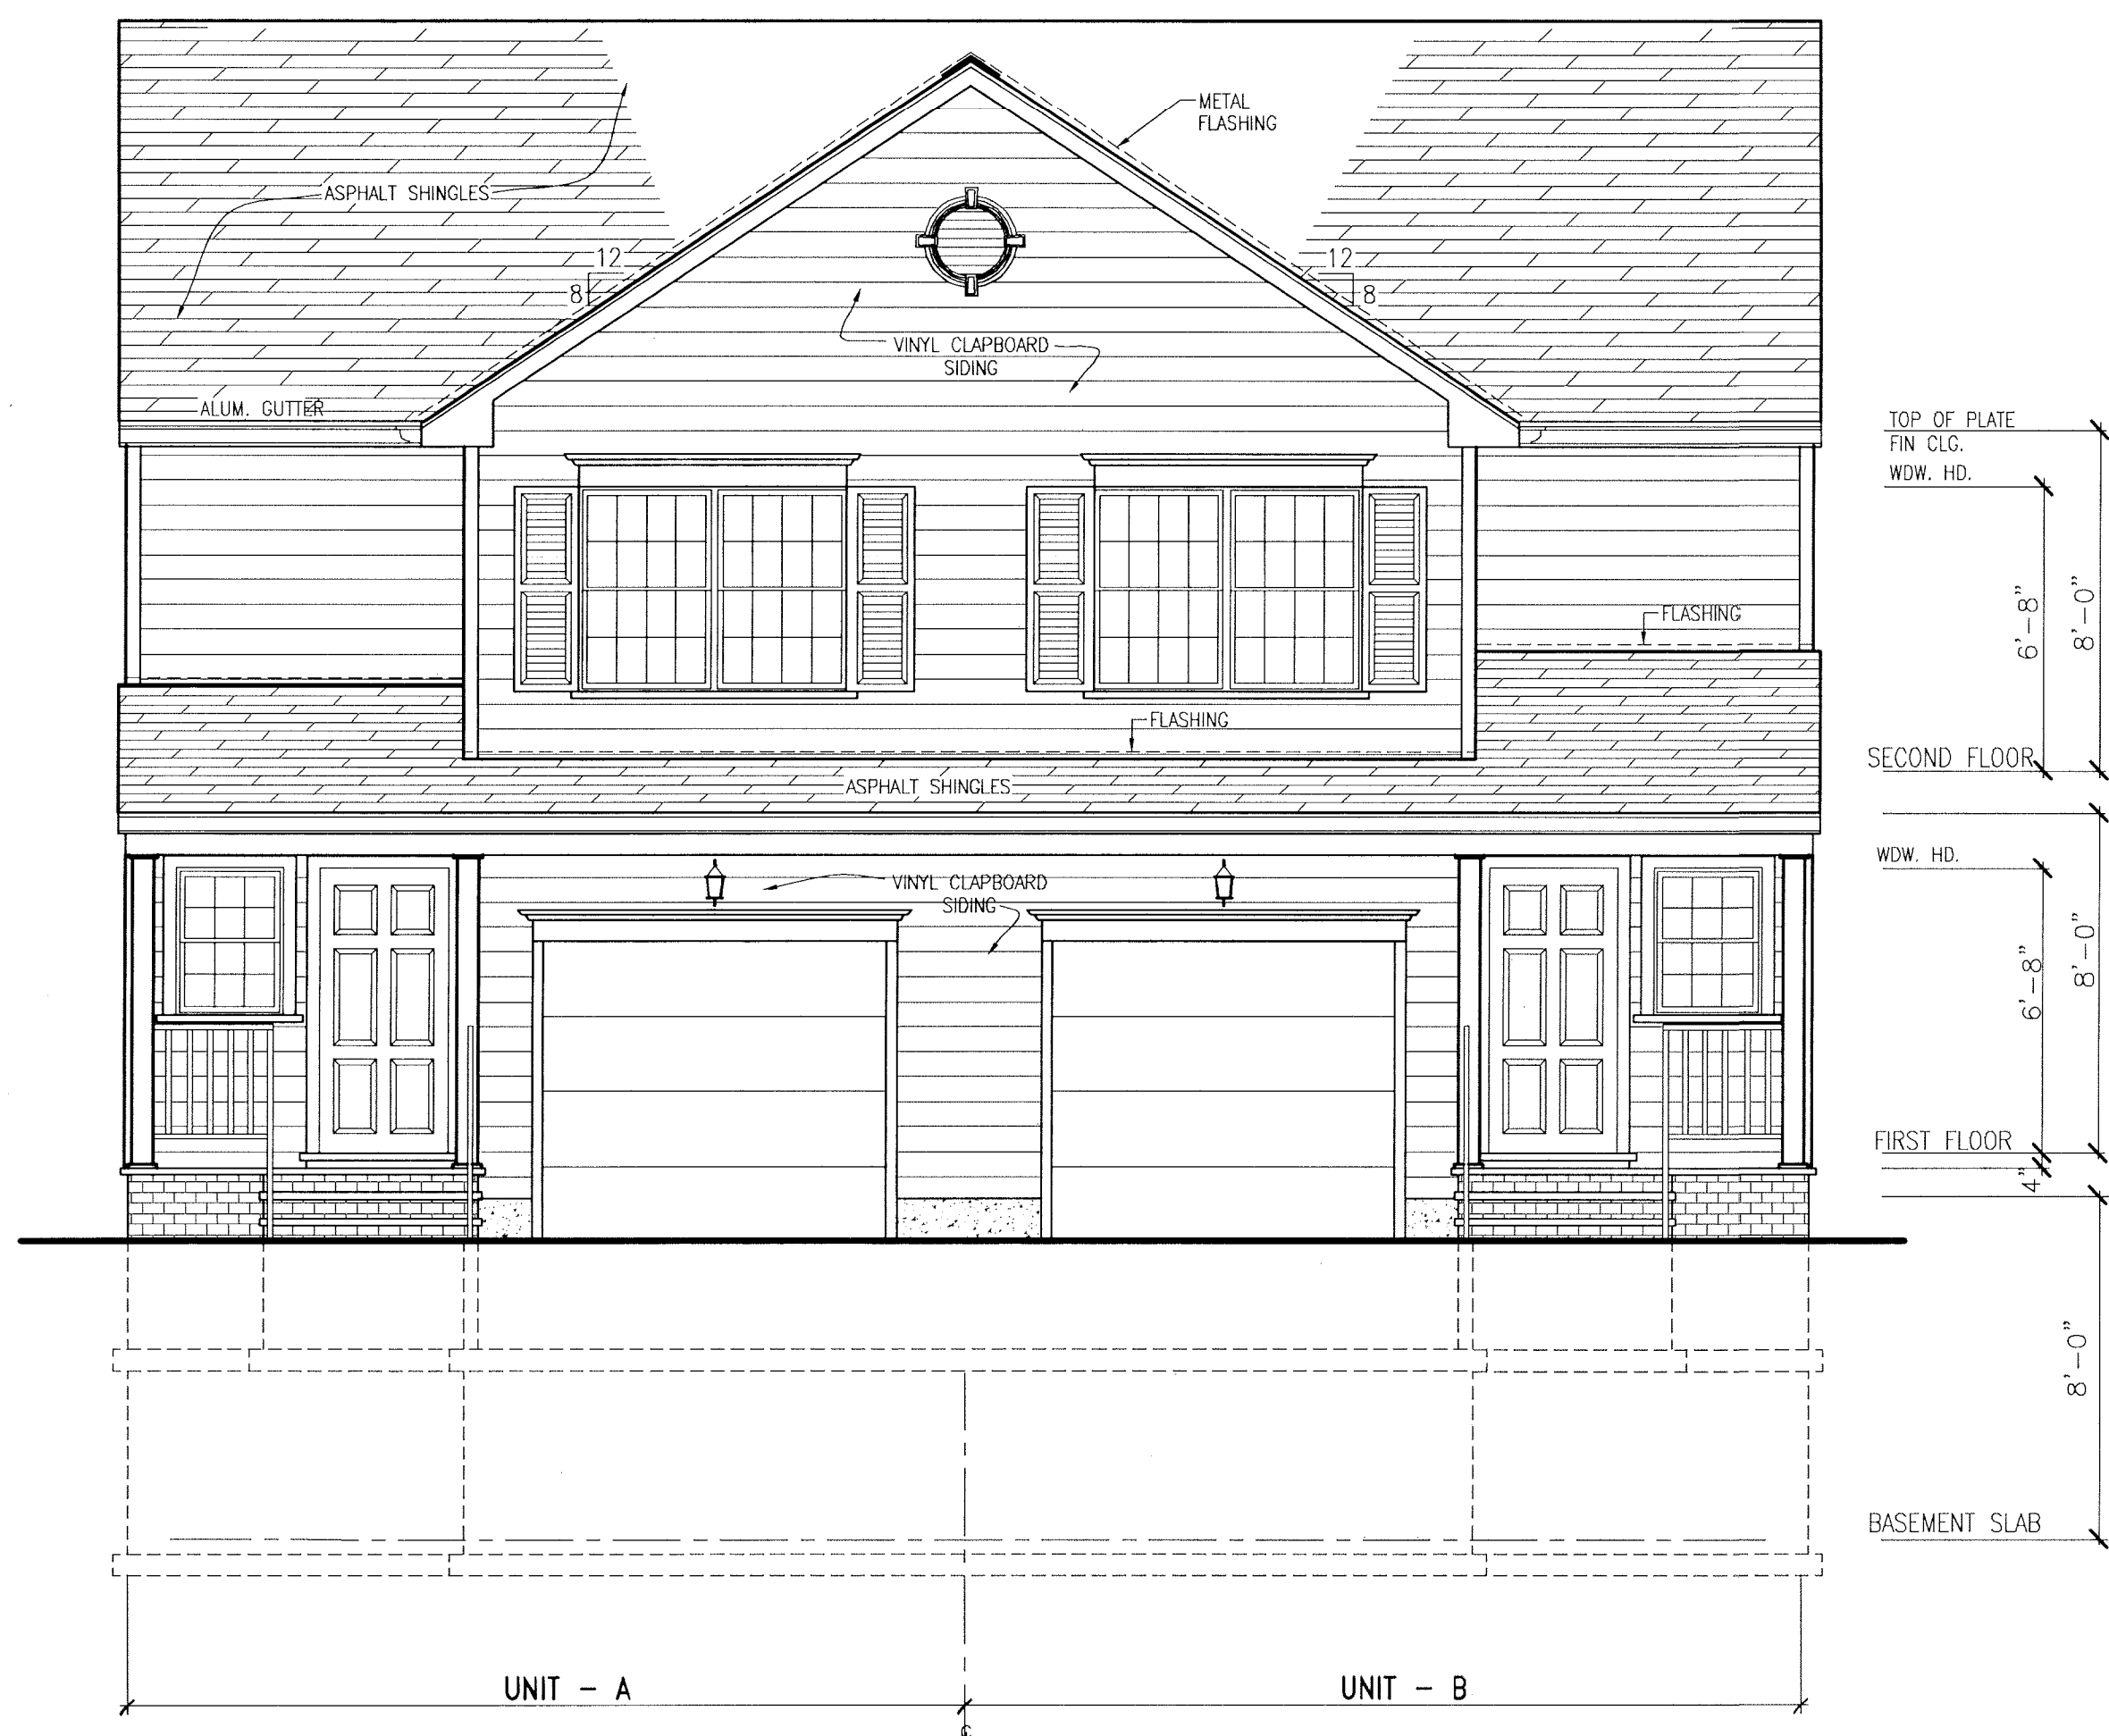 METAL
FLASHING
ASPHALT SHINGLES
12
8
12
8
VINYL CLAPBOARD
SIDING
ALUM. GUTTER
TOP OF PLATE
FIN CLG.
WDW. HD.
6'-8"
8'-0"
FLASHING
FLASHING
SECOND FLOOR
ASPHALT SHINGLES
WDW. HD.
VINYL CLAPBOARD
SIDING
6'-8"
8'-0"
FIRST FLOOR
4"
8'-0"
BASEMENT SLAB
UNIT - A
UNIT - B